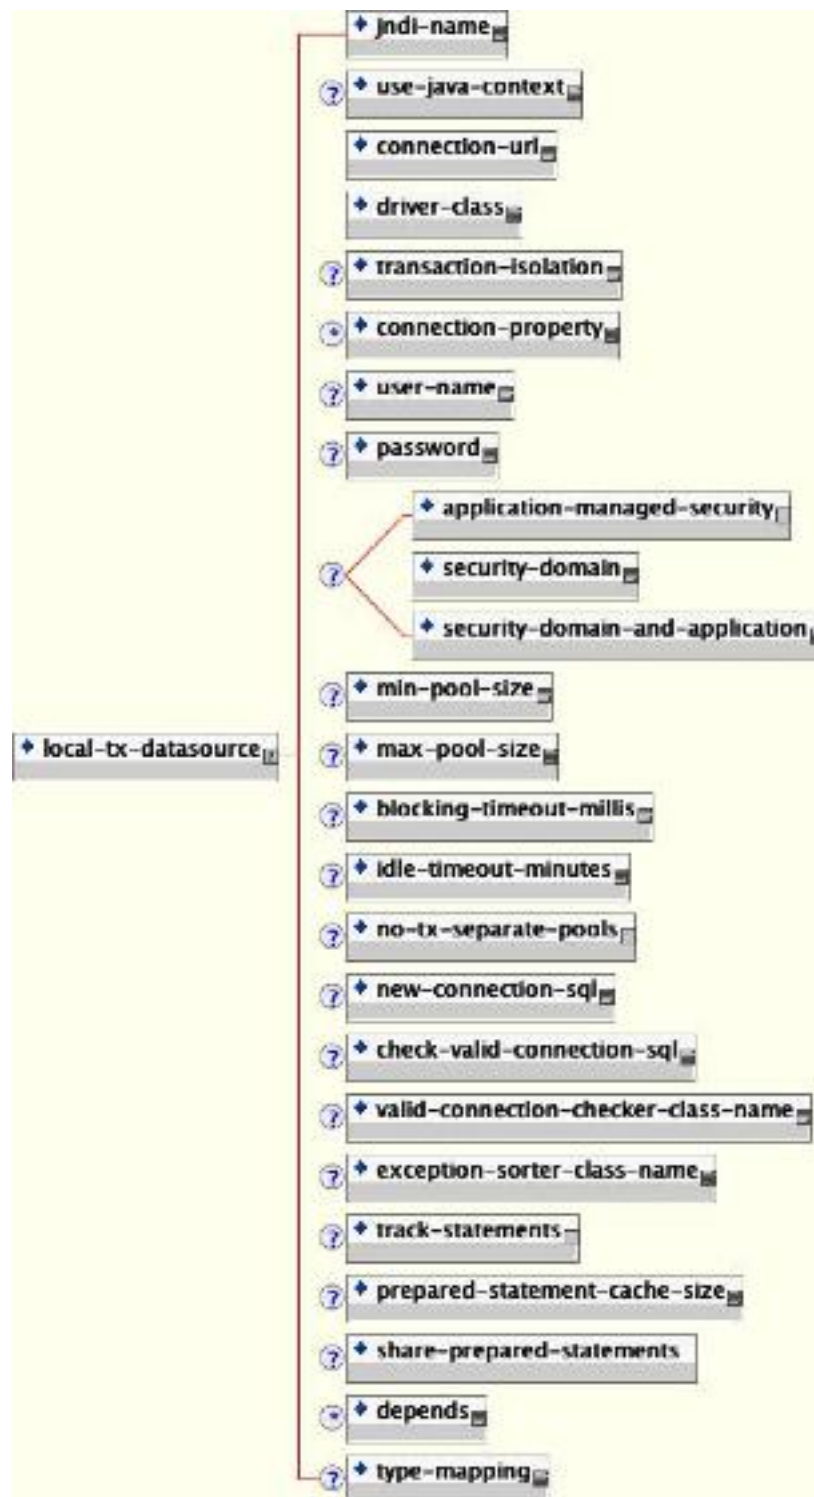 jndi-name
? use-java-context
connection-url
driver-class
? transaction-isolation
* connection-property
? user-name
? password
application-managed-security
? security-domain
security-domain-and-application
? min-pool-size
local-tx-datasource
? max-pool-size
? blocking-timeout-millis
? idle-timeout-minutes
? no-tx-separate-pools
? new-connection-sql
? check-valid-connection-sql
? valid-connection-checker-class-name
? exception-sorter-class-name
? track-statements
? prepared-statement-cache-size
? share-prepared-statements
* depends
? type-mapping